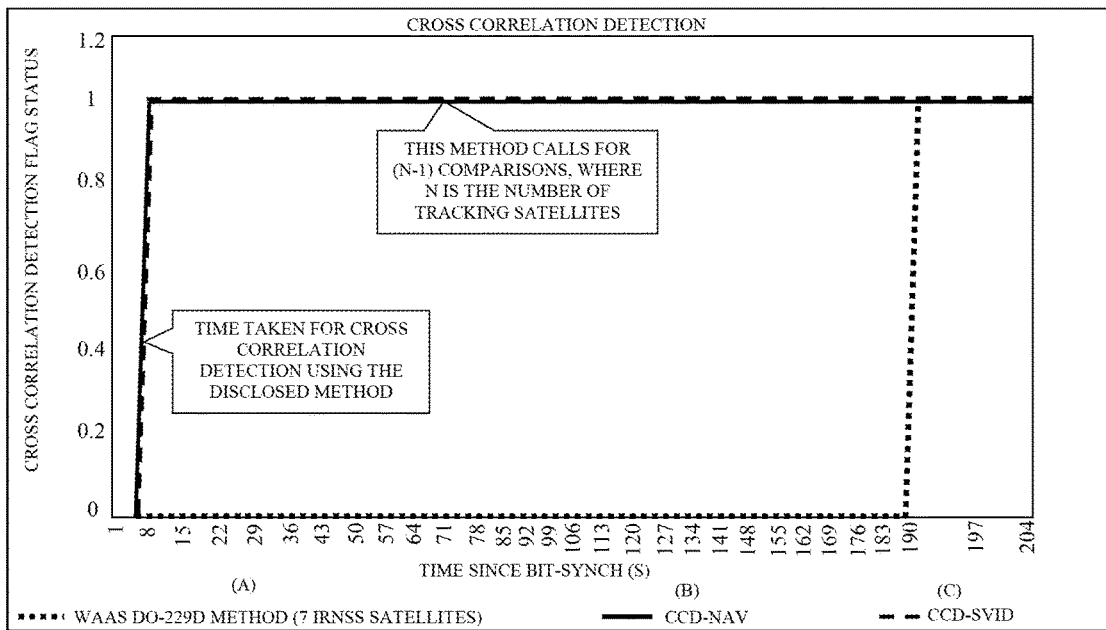 CROSS CORRELATION DETECTION
CROSS CORRELATION DETECTION FLAG STATUS
1.2
1
0.8
0.6
0.4
0.2
0
THIS METHOD CALLS FOR
(N-1) COMPARISONS, WHERE
N IS THE NUMBER OF
TRACKING SATELLITES
TIME TAKEN FOR CROSS
CORRELATION
DETECTION USING THE
DISCLOSED METHOD
1 8 15 22 29 36 43 50 57 64 71 78 85 92 99 106 113 120 127 134 141 148 155 162 169 176 183 190 197 204
TIME SINCE BIT-SYNCH (S)
(A) (B) (C)
WAAS DO-229D METHOD (7 IRNSS SATELLITES) CCD-NAV CCD-SVID